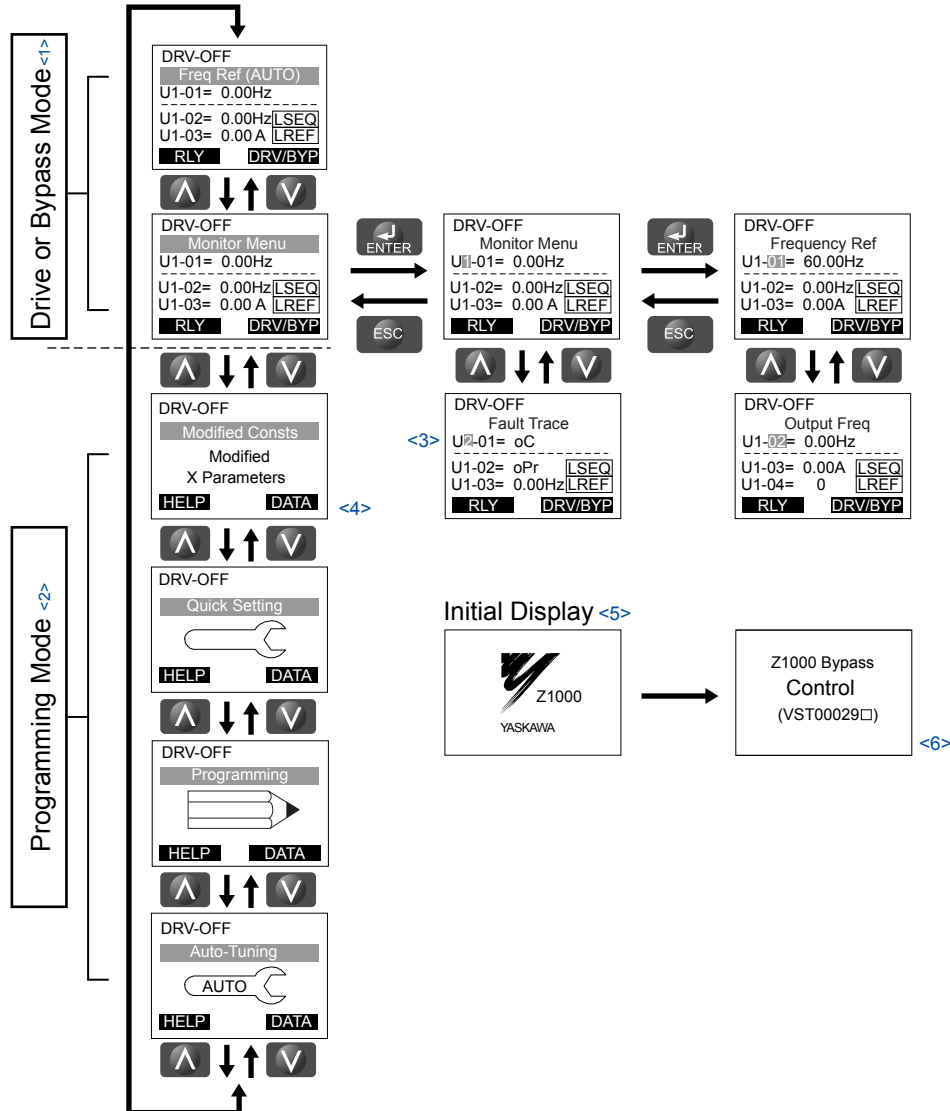 Drive or Bypass Mode<1>
DRV-OFF
Freq Ref (AUTO)
U1-01= 0.00Hz
U1-02= 0.00Hz LSEQ
U1-03= 0.00 A LREF
RLY DRV/BYP
DRV-OFF
Monitor Menu
U1-01= 0.00Hz
U1-02= 0.00Hz LSEQ
U1-03= 0.00 A LREF
RLY DRV/BYP
ENTER
ESC
DRV-OFF
Monitor Menu
U1-01= 0.00Hz
U1-02= 0.00Hz LSEQ
U1-03= 0.00 A LREF
RLY DRV/BYP
ENTER
ESC
DRV-OFF
Frequency Ref
U1-01= 60.00Hz
U1-02= 0.00Hz LSEQ
U1-03= 0.00A LREF
RLY DRV/BYP
<3>
DRV-OFF
Fault Trace
U2-01= oC
U1-02= oPr LSEQ
U1-03= 0.00Hz LREF
RLY DRV/BYP
DRV-OFF
Output Freq
U1-02= 0.00Hz
U1-03= 0.00A LSEQ
U1-04= 0 LREF
RLY DRV/BYP
Programming Mode <2>
DRV-OFF
Modified Consts
Modified
X Parameters
HELP DATA
<4>
DRV-OFF
Quick Setting
HELP DATA
DRV-OFF
Programming
HELP DATA
DRV-OFF
Auto-Tuning
AUTO
HELP DATA
Initial Display <5>
Z1000
YASKAWA
Z1000 Bypass
Control
(VST00029□)
<6>